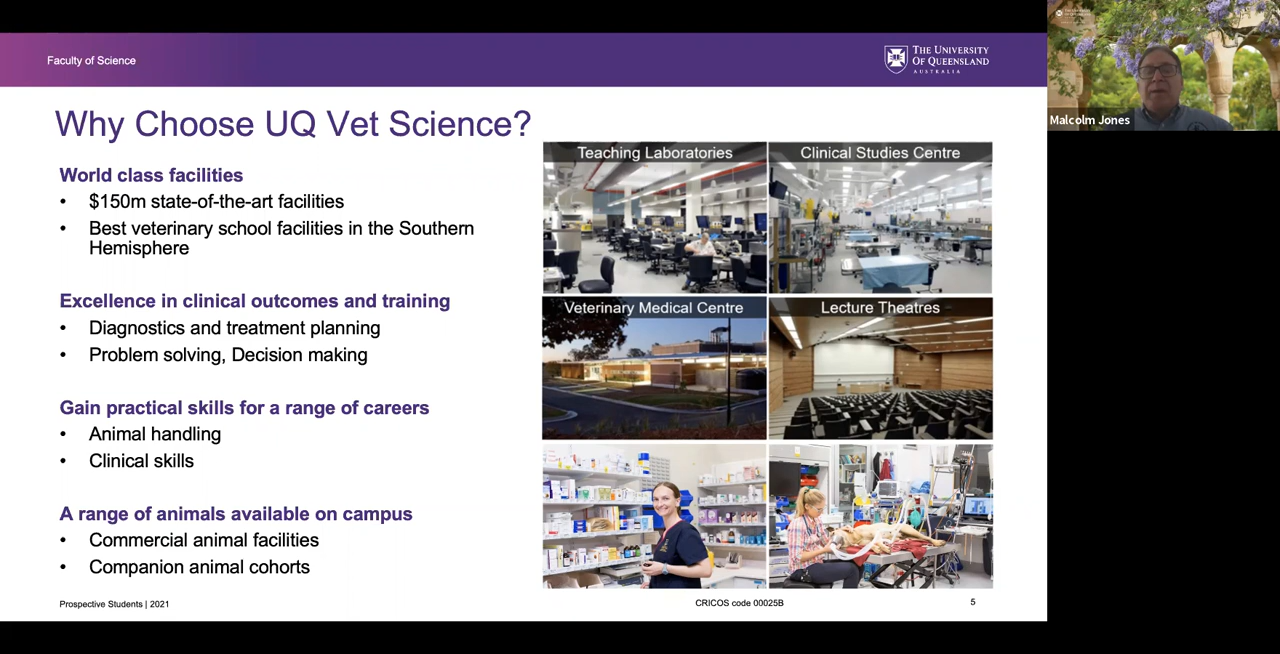 Faculty of Science
THE UNIVERSITY
OF QUEENSLAND
AUSTRALIA
Malcolm Jones
Why Choose UQ Vet Science?
World class facilities
• $150m state-of-the-art facilities
• Best veterinary school facilities in the Southern
Hemisphere
Excellence in clinical outcomes and training
• Diagnostics and treatment planning
• Problem solving, Decision making
Gain practical skills for a range of careers
• Animal handling
• Clinical skills
A range of animals available on campus
• Commercial animal facilities
• Companion animal cohorts
Teaching Laboratories
Clinical Studies Centre
Veterinary Medical Centre
Lecture Theatres
Prospective Students | 2021
CRICOS code 00025B
5